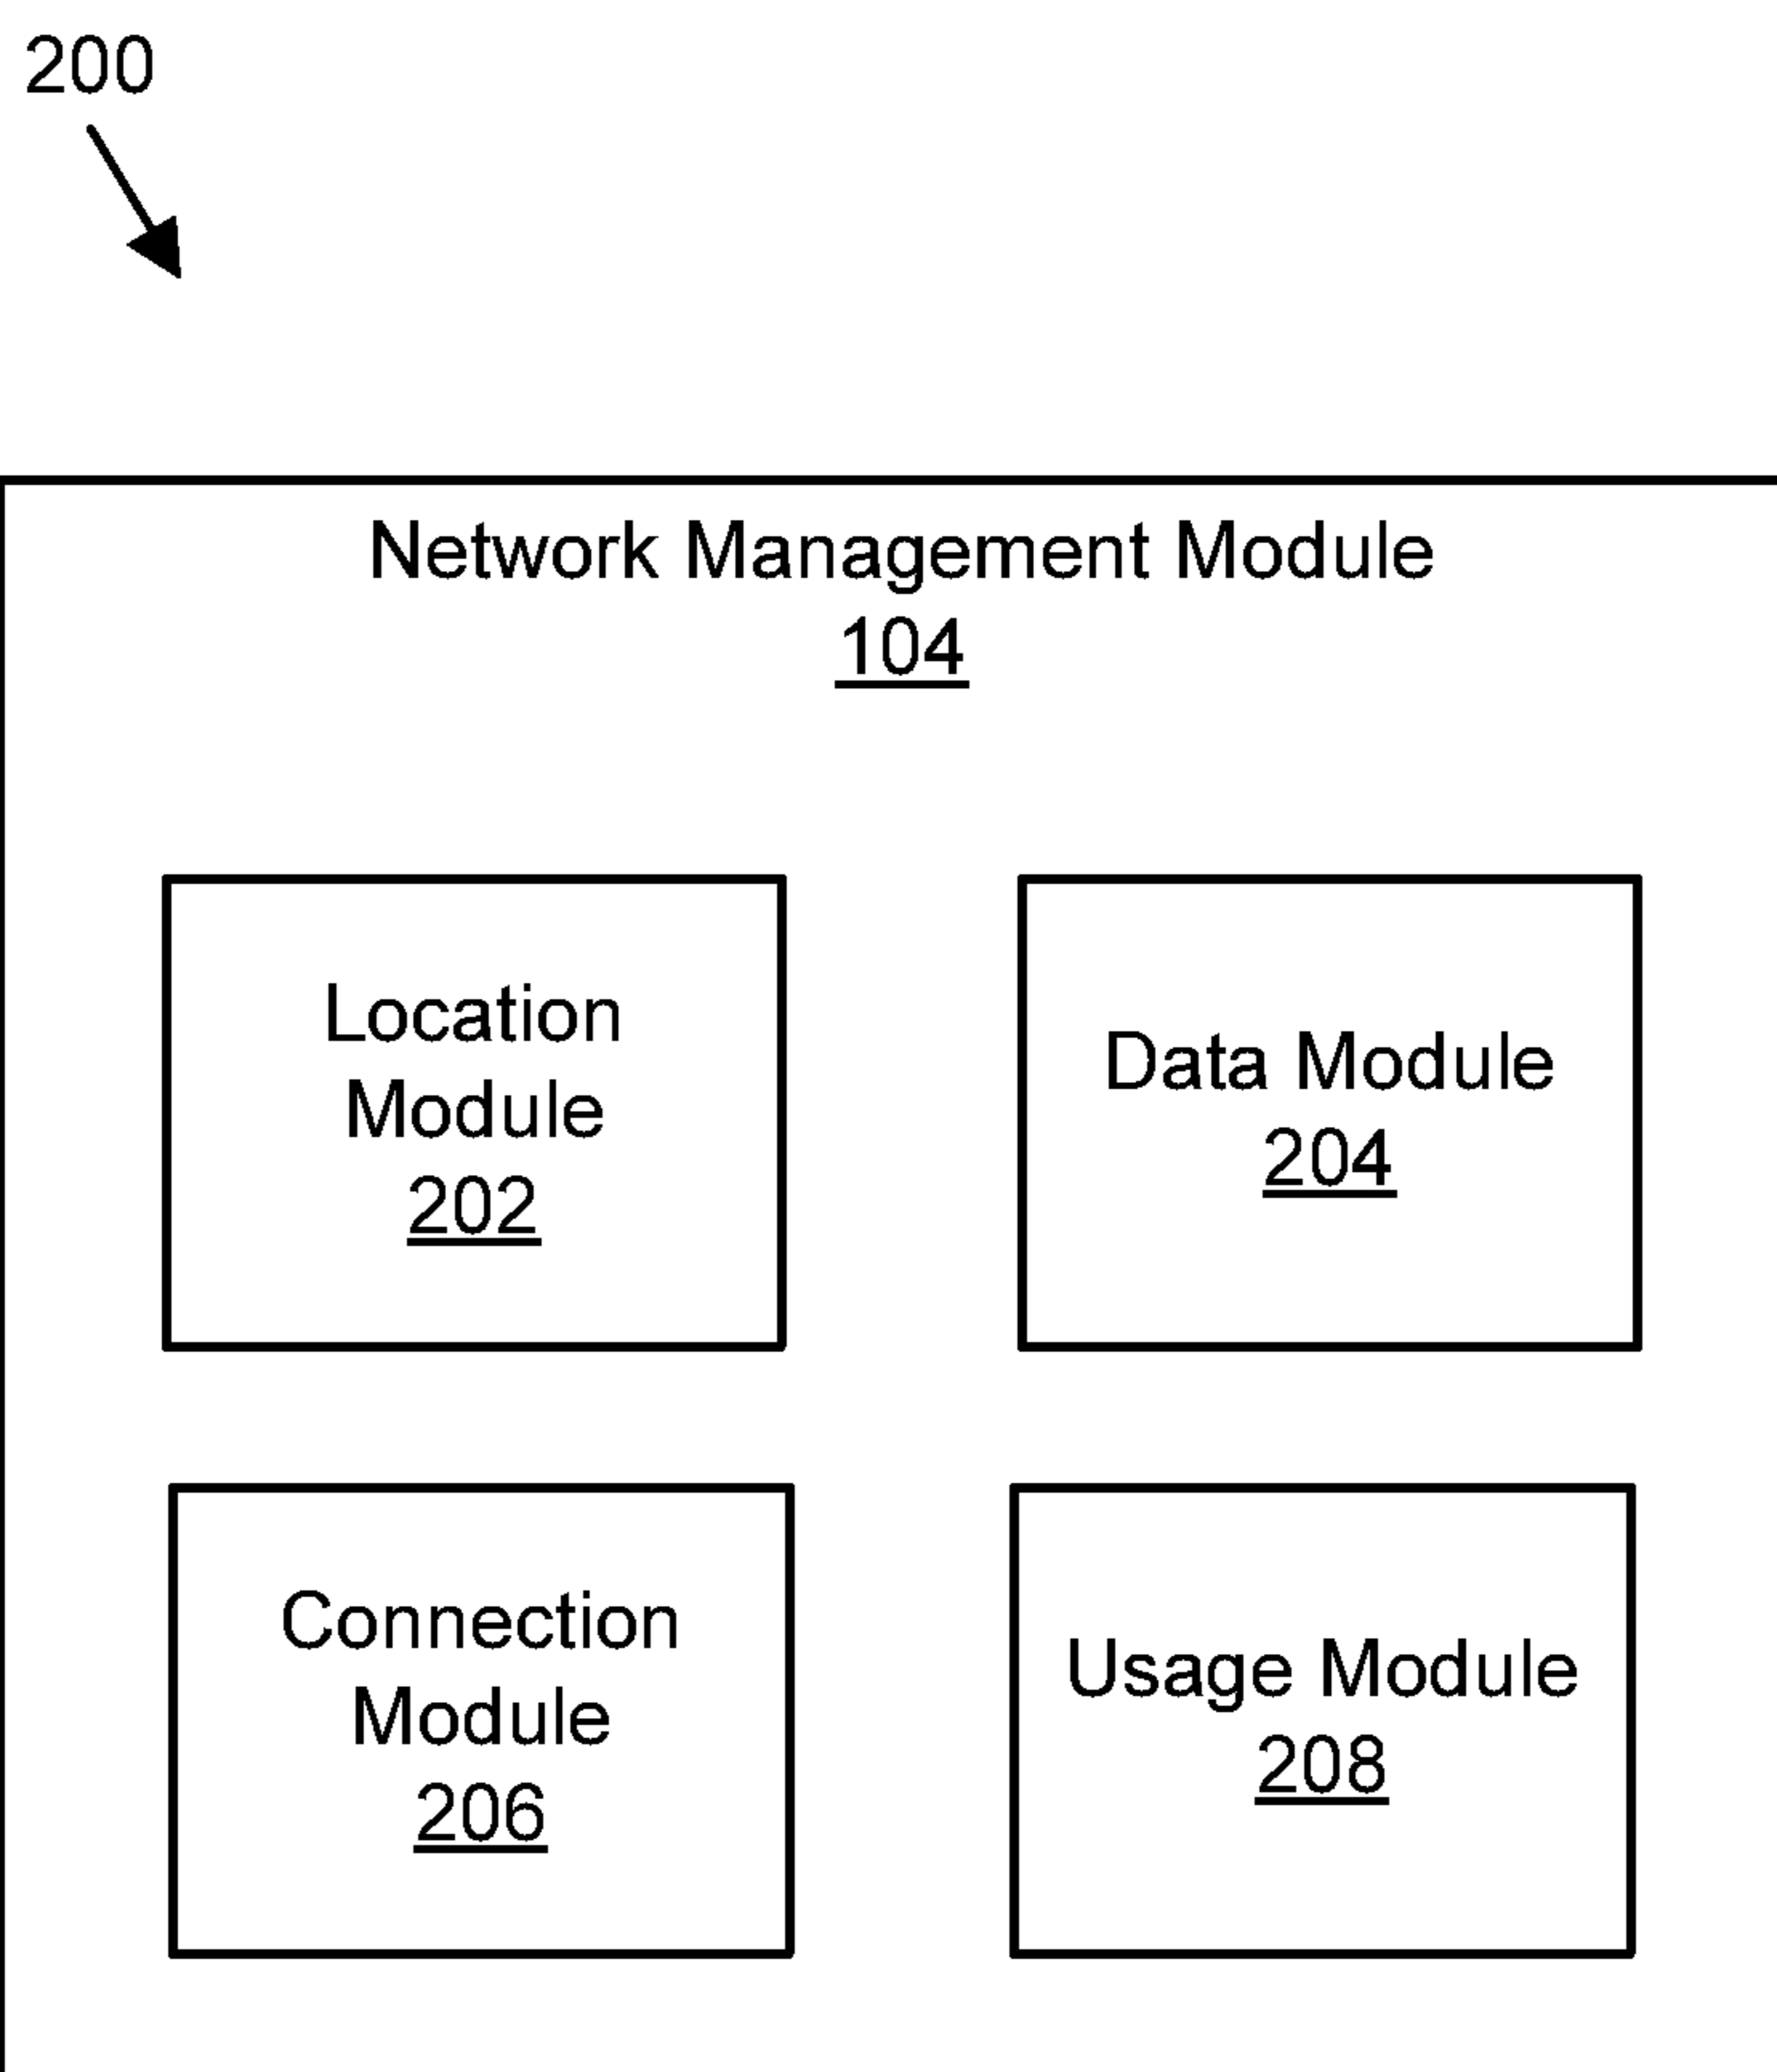 200
Network Management Module
104
Location
Module
202
Data Module
204
Connection
Module
206
Usage Module
208